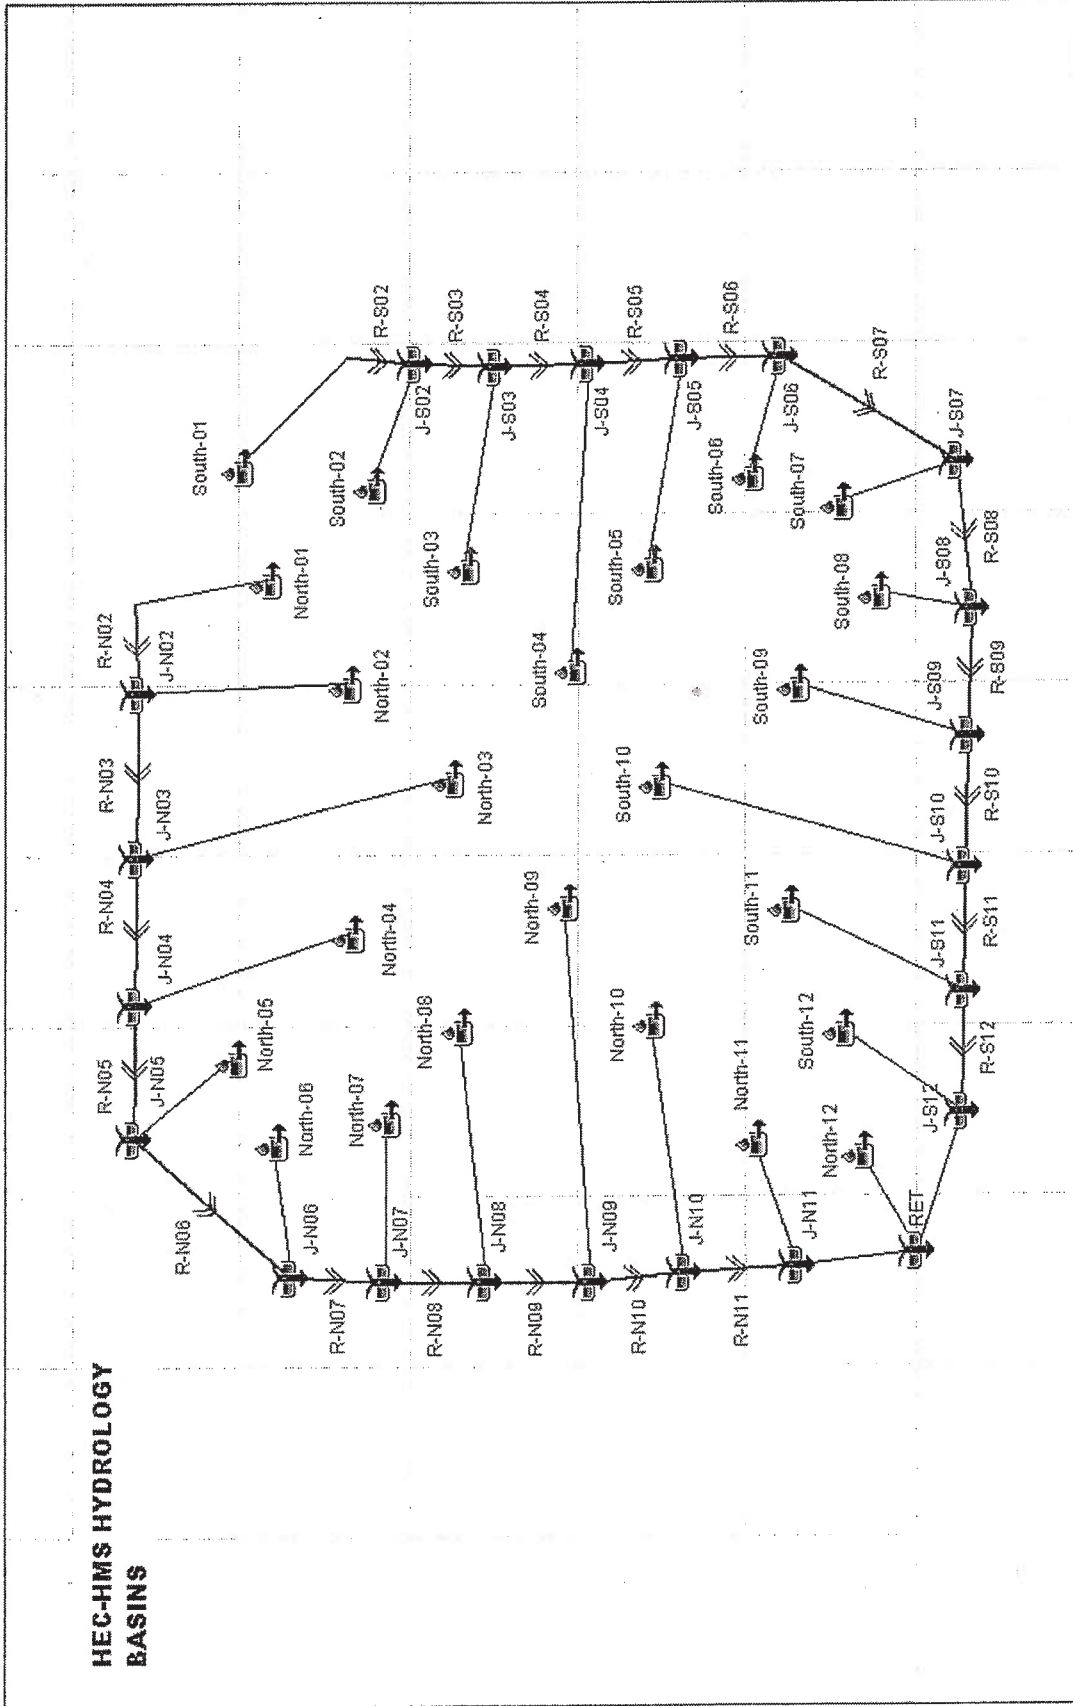 HEC-HMS HYDROLOGY
BASINS
R-N06
R-N05
J-N05
R-N04
J-N04
R-N03
J-N03
R-N02
J-N02
North-01
North-02
North-03
North-04
North-05
North-06
J-N06
R-N07
North-07
J-N07
R-N08
North-08
J-N08
R-N09
North-09
J-N09
R-N10
North-10
J-N10
R-N11
North-11
J-N11
North-12
RET
South-01
R-S02
South-02
J-S02
R-S03
South-03
J-S03
R-S04
South-04
J-S04
R-S05
South-05
J-S05
R-S06
South-06
J-S06
R-S07
South-07
J-S07
R-S08
South-08
J-S08
R-S09
South-09
J-S09
R-S10
South-10
J-S10
R-S11
South-11
J-S11
R-S12
South-12
J-S12